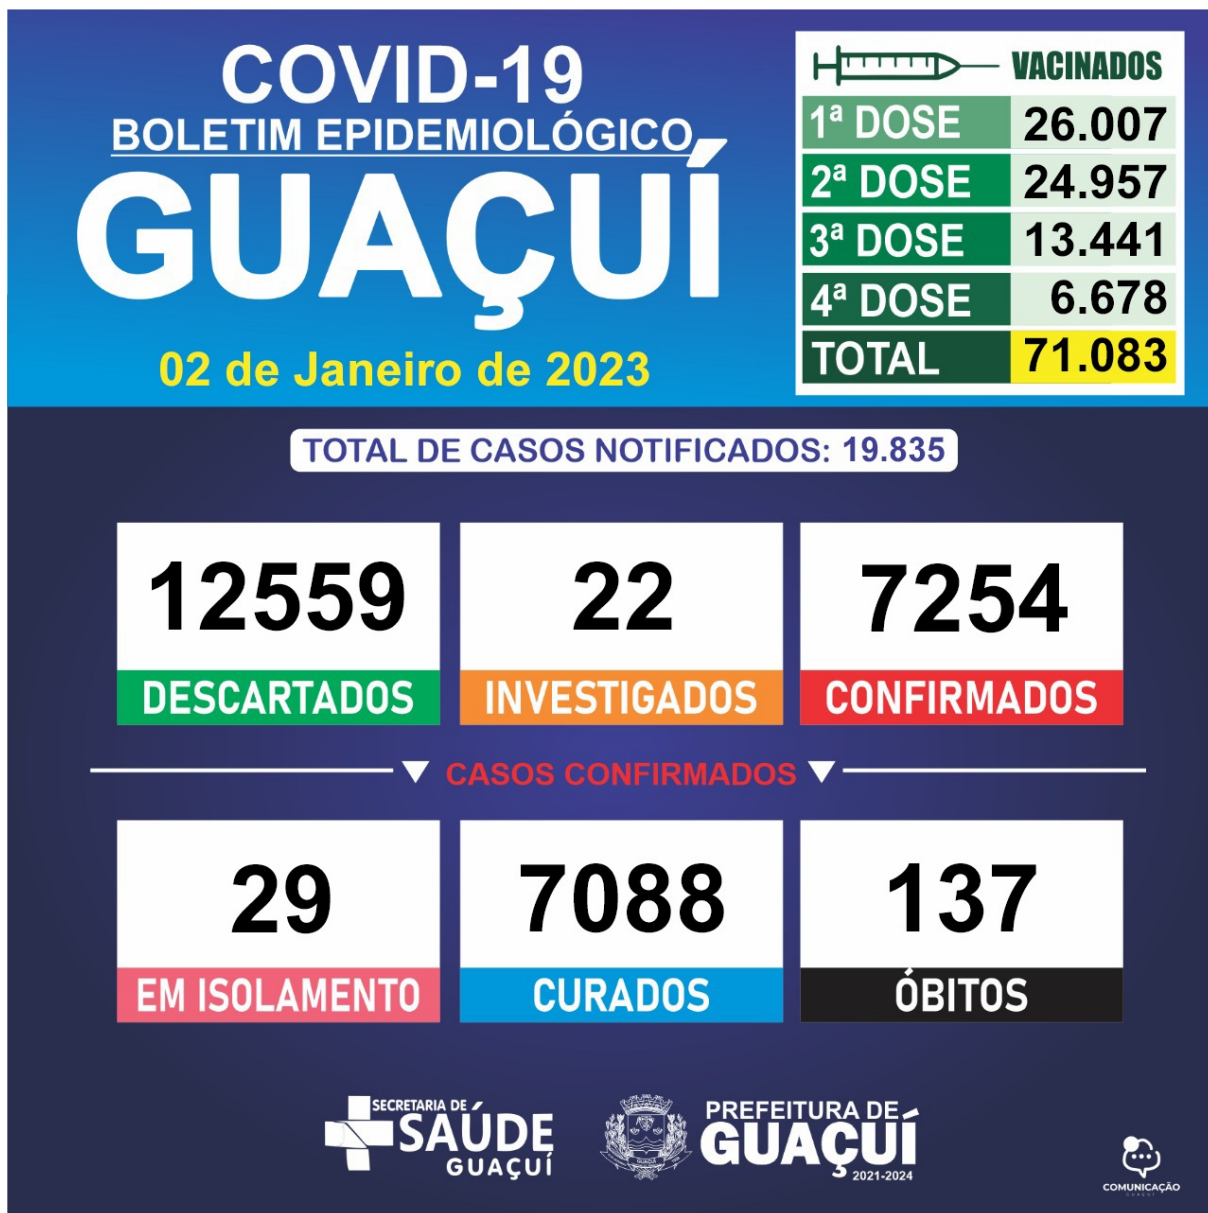 COVID-19
BOLETIM EPIDEMIOLÓGICO
GUAÇUÍ
02 de Janeiro de 2023
VACINADOS
1ª DOSE 26.007
2ª DOSE 24.957
3ª DOSE 13.441
4ª DOSE 6.678
TOTAL 71.083
TOTAL DE CASOS NOTIFICADOS: 19.835
12559
DESCARTADOS
22
INVESTIGADOS
7254
CONFIRMADOS
CASOS CONFIRMADOS
29
EM ISOLAMENTO
7088
CURADOS
137
ÓBITOS
SECRETARIA DE
SAÚDE
GUAÇUÍ
PREFEITURA DE
GUAÇUÍ
2021-2024
COMUNICAÇÃO
GUAÇUÍ